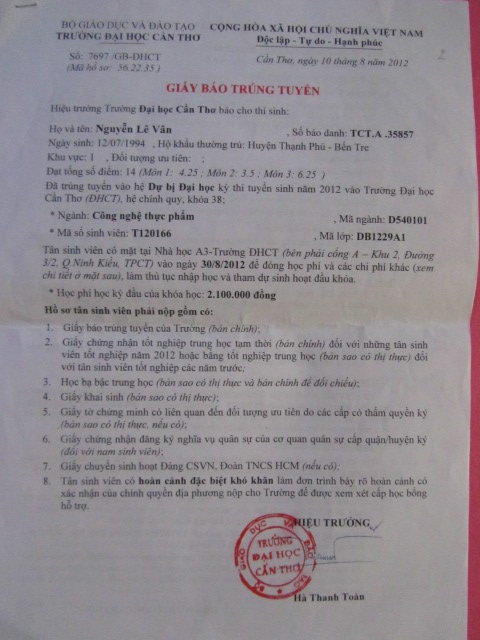 BỘ GIÁO DỤC VÀ ĐÀO TẠO
TRƯỜNG ĐẠI HỌC CẦN THƠ
CỘNG HÒA XÃ HỘI CHỦ NGHĨA VIỆT NAM
Độc lập - Tự do - Hạnh phúc
Số: 7697 /GB-ĐHCT
(Mã hồ sơ: 56.22.35 )
Cần Thơ, ngày 10 tháng 8 năm 2012
GIẤY BÁO TRÚNG TUYỂN
Hiệu trưởng Trường Đại học Cần Thơ báo cho thí sinh:
Họ và tên: Nguyễn Lê Vân , Số báo danh: TCT.A .35857
Ngày sinh: 12/07/1994 , Hộ khẩu thường trú: Huyện Thạnh Phú - Bến Tre
Khu vực: 1 , Đối tượng ưu tiên: ;
Đạt tổng số điểm: 14 (Môn 1: 4.25 ; Môn 2: 3.5 ; Môn 3: 6.25 )
Đã trúng tuyển vào hệ Dự bị Đại học kỳ thi tuyển sinh năm 2012 vào Trường Đại học
Cần Thơ (ĐHCT), hệ chính quy, khóa 38;
* Ngành: Công nghệ thực phẩm , Mã ngành: D540101
* Mã số sinh viên: T120166 , Mã lớp: DB1229A1
Tân sinh viên có mặt tại Nhà học A3-Trường ĐHCT (bên phải cổng A – Khu 2, Đường
3/2, Q.Ninh Kiều, TPCT) vào ngày 30/8/2012 để đóng học phí và các chi phí khác (xem
chi tiết ở mặt sau), làm thủ tục nhập học và tham dự sinh hoạt đầu khóa.
* Học phí học kỳ đầu của khóa học: 2.100.000 đồng
Hồ sơ tân sinh viên phải nộp gồm có:
1. Giấy báo trúng tuyển của Trường (bản chính);
2. Giấy chứng nhận tốt nghiệp trung học tạm thời (bản chính) đối với những tân sinh
viên tốt nghiệp năm 2012 hoặc bằng tốt nghiệp trung học (bản sao có thị thực) đối
với tân sinh viên tốt nghiệp các năm trước;
3. Học bạ bậc trung học (bản sao có thị thực và bản chính để đối chiếu);
4. Giấy khai sinh (bản sao có thị thực);
5. Giấy tờ chứng minh có liên quan đến đối tượng ưu tiên do các cấp có thẩm quyền ký
(bản sao có thị thực, nếu có);
6. Giấy chứng nhận đăng ký nghĩa vụ quân sự của cơ quan quân sự cấp quận/huyện ký
(đối với nam sinh viên);
7. Giấy chuyển sinh hoạt Đảng CSVN, Đoàn TNCS HCM (nếu có);
8. Tân sinh viên có hoàn cảnh đặc biệt khó khăn làm đơn trình bày rõ hoàn cảnh có
xác nhận của chính quyền địa phương nộp cho Trường để được xem xét cấp học bổng
hỗ trợ.
HIỆU TRƯỞNG
BỘ GIÁO DỤC VÀ ĐÀO TẠO
TRƯỜNG
ĐẠI HỌC
CẦN THƠ
Hà Thanh Toàn